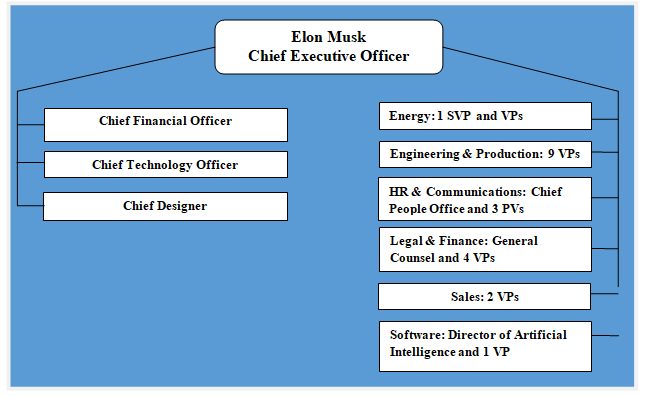 Elon Musk
Chief Executive Officer
Chief Financial Officer
Chief Technology Officer
Chief Designer
Energy: 1 SVP and VPs
Engineering & Production: 9 VPs
HR & Communications: Chief
People Office and 3 PVs
Legal & Finance: General
Counsel and 4 VPs
Sales: 2 VPs
Software: Director of Artificial
Intelligence and 1 VP